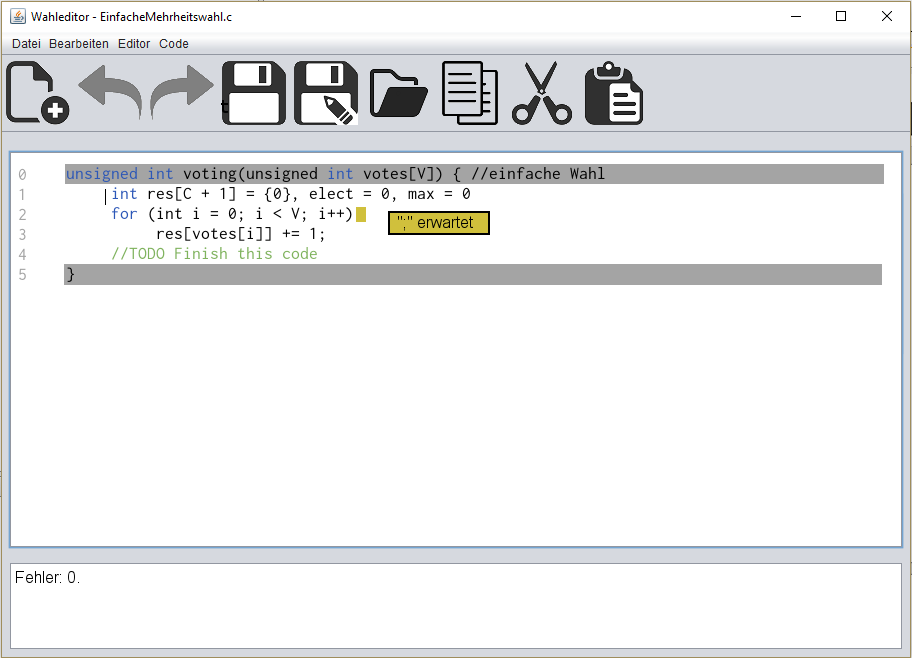 Wahleditor - EinfacheMehrheitswahl.c
Datei Bearbeiten Editor Code
0 unsigned int voting(unsigned int votes[V]) { //einfache Wahl
1 int res[C + 1] = {0}, elect = 0, max = 0
2 for (int i = 0; i < V; i++)
";" erwartet
3 res[votes[i]] += 1;
4 //TODO Finish this code
5 }
Fehler: 0.